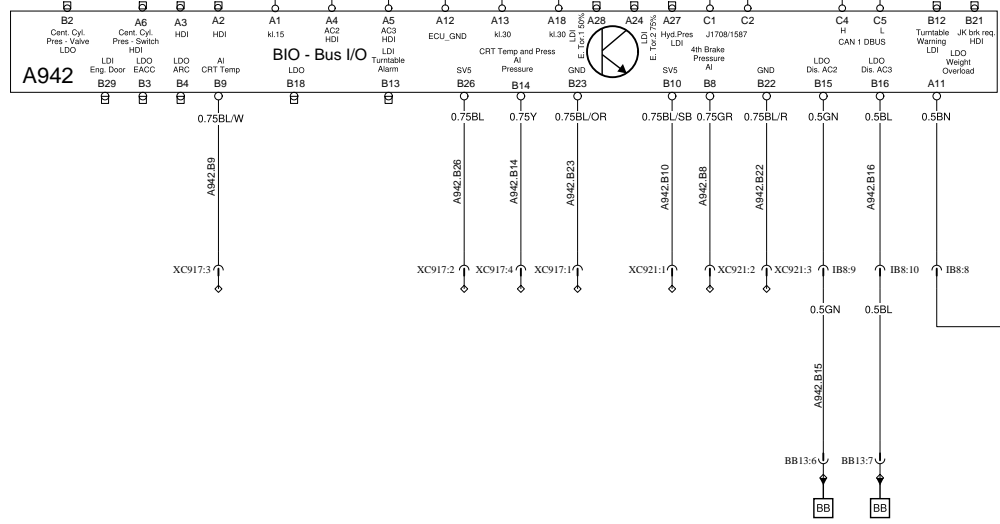 B2 A6 A3 A2 A1 A4 A5 A12 A13 A18 A28 A24 A27 C1 C2 C4 C5 B12 B21
Cent. Cyl.
Pres - Valve
LDO
Cent. Cyl.
Pres - Switch
HDI
HDI
HDI
kl.15
AC2
HDI
AC3
HDI
ECU_GND
kl.30
kl.30
LDI
E. Tor.1 50%
LDI
E. Tor.2 75%
Hyd.Pres
LDI
J1708/1587
H
L
CAN 1 DBUS
Turntable
Warning
LDI
JK brk req.
HDI
A942
BIO - Bus I/O
LDI
Eng. Door
LDO
EACC
LDO
ARC
AI
CRT Temp
LDO
LDI
Turntable
Alarm
SV5
CRT Temp and Press
AI
Pressure
GND
SV5
4th Brake
Pressure
AI
GND
LDO
Dis. AC2
LDO
Dis. AC3
LDO
Weight
Overload
B29 B3 B4 B9 B18 B13 B26 B14 B23 B10 B8 B22 B15 B16 A11
0.75BL/W 0.75BL 0.75Y 0.75BL/OR 0.75BL/SB 0.75GR 0.75BL/R 0.5GN 0.5BL 0.5BN
A942.B9 A942.B26 A942.B14 A942.B23 A942.B10 A942.B8 A942.B22 A942.B15 A942.B16
XC917:3 XC917:2 XC917:4 XC917:1 XC921:1 XC921:2 XC921:3 IB8:9 IB8:10 IB8:8
0.5GN 0.5BL
A942.B15
BB13:6 BB13:7
BB BB